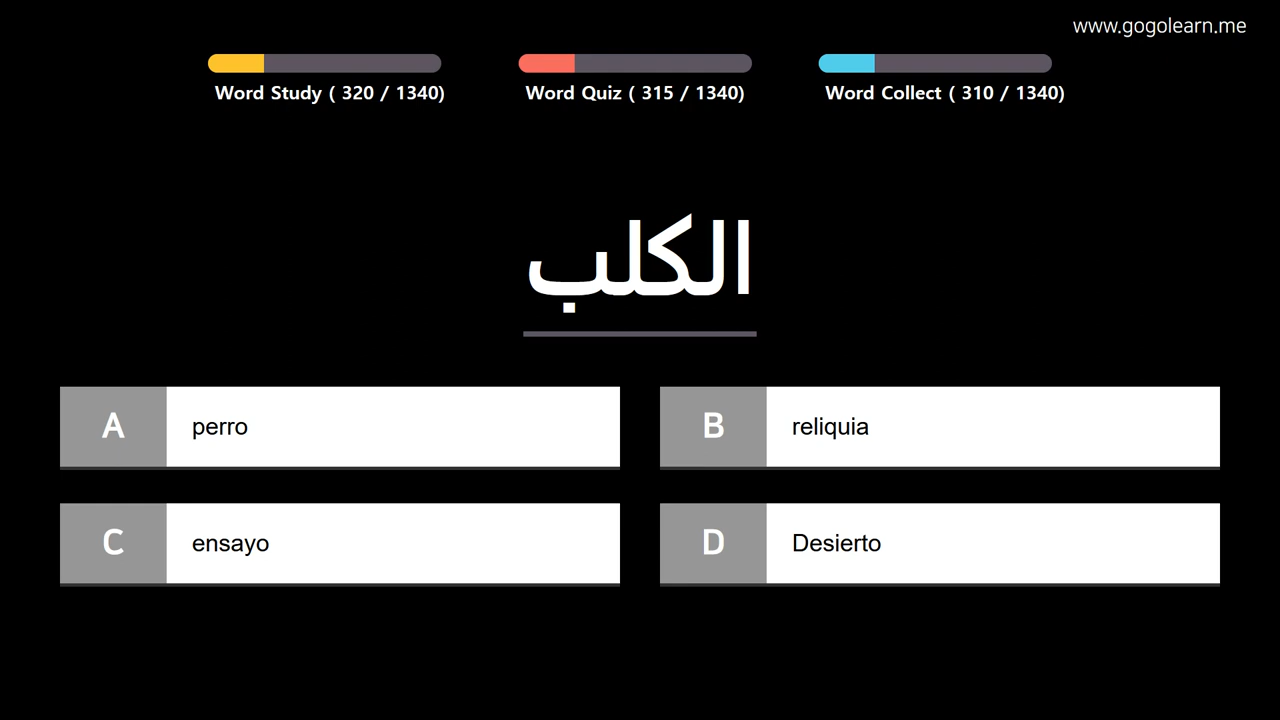 www.gogolearn.me
Word Study ( 320 / 1340)
Word Quiz ( 315 / 1340)
Word Collect ( 310 / 1340)
الكلب
A perro
B reliquia
C ensayo
D Desierto